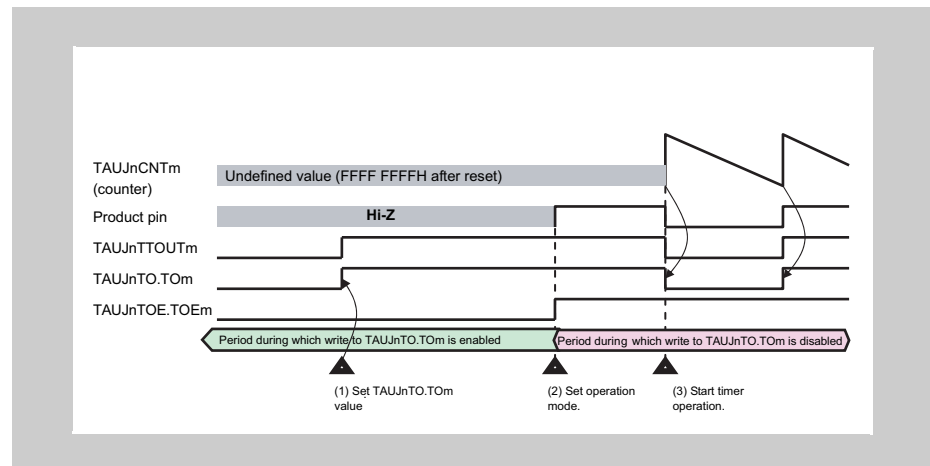 TAUJnCNTm
(counter)
Undefined value (FFFF FFFFH after reset)
Product pin
Hi-Z
TAUJnTTOUTm
TAUJnTO.TOm
TAUJnTOE.TOEm
Period during which write to TAUJnTO.TOm is enabled
Period during which write to TAUJnTO.TOm is disabled
(1) Set TAUJnTO.TOm
value
(2) Set operation
mode.
(3) Start timer
operation.